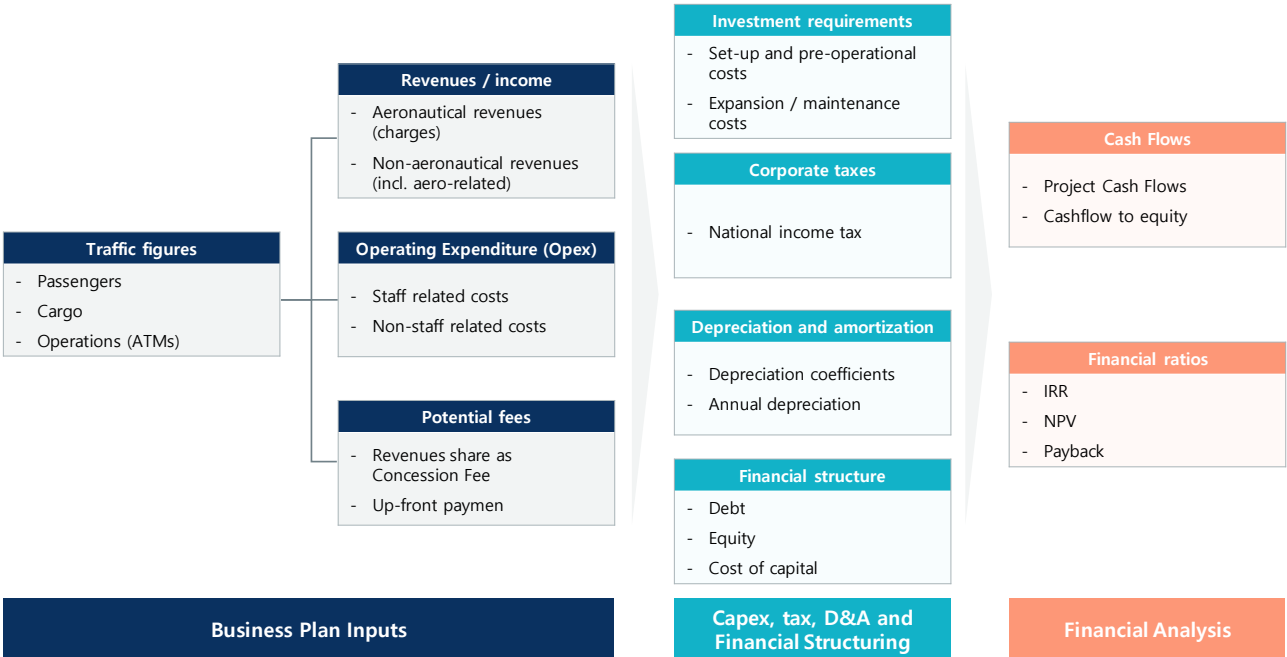 Traffic figures
- Passengers
- Cargo
- Operations (ATMs)
Revenues / income
- Aeronautical revenues
(charges)
- Non-aeronautical revenues
(incl. aero-related)
Operating Expenditure (Opex)
- Staff related costs
- Non-staff related costs
Potential fees
- Revenues share as
Concession Fee
- Up-front paymen
Business Plan Inputs
Investment requirements
- Set-up and pre-operational
costs
- Expansion / maintenance
costs
Corporate taxes
- National income tax
Depreciation and amortization
- Depreciation coefficients
- Annual depreciation
Financial structure
- Debt
- Equity
- Cost of capital
Capex, tax, D&A and
Financial Structuring
Cash Flows
- Project Cash Flows
- Cashflow to equity
Financial ratios
- IRR
- NPV
- Payback
Financial Analysis